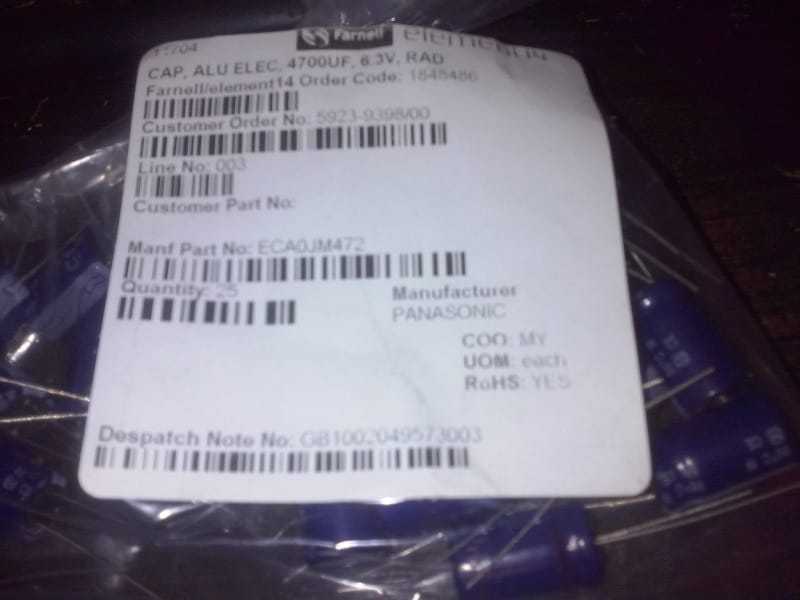 Farnell element14
CAP, ALU ELEC, 4700UF, 6.3V, RAD
Farnell/element14 Order Code: 1848486
Customer Order No: 5923-9398/00
Line No: 003
Customer Part No:
Manf Part No: ECA0JM472
Quantity: 25
Manufacturer
PANASONIC
COO: MY
UOM: each
RoHS: YES
Despatch Note No: GB1002049573003